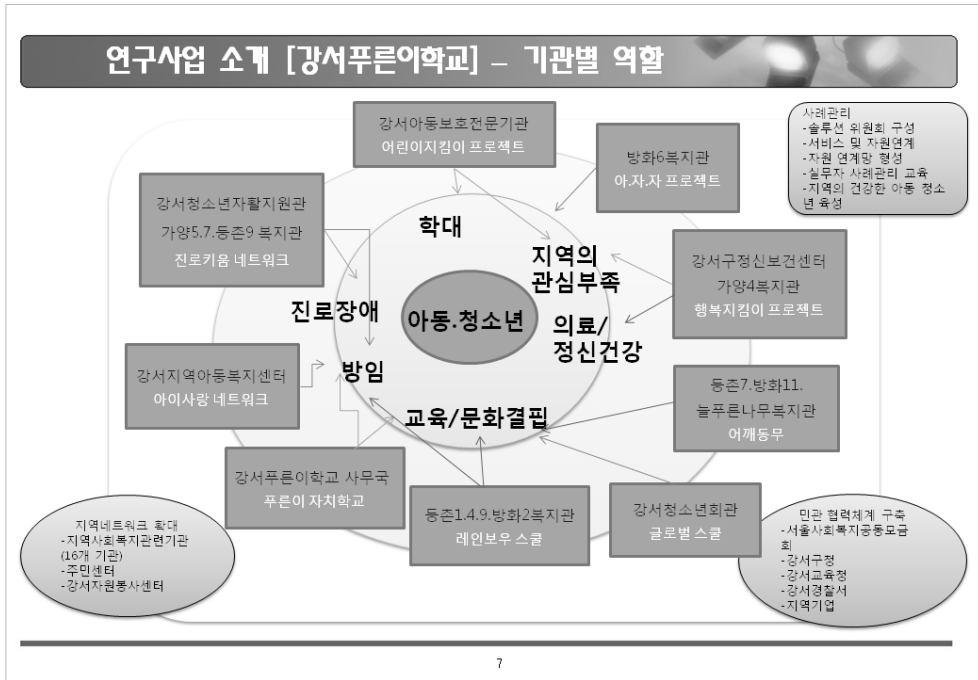 연구사업 소개 [강서푸른이학교] – 기관별 역할
강서아동보호전문기관
어린이지킴이 프로젝트
방화6복지관
아.자.자 프로젝트
사례관리
-솔루션 위원회 구성
-서비스 및 자원연계
-자원 연계망 형성
-실무자 사례관리 교육
-지역의 건강한 아동 청소
년 육성
강서청소년자활지원관
가양5.7.등촌9 복지관
진로키움 네트워크
학대
지역의
관심부족
강서구정신보건센터
가양4복지관
행복지킴이 프로젝트
진로장애
아동.청소년
의료/
정신건강
강서지역아동복지센터
아이사랑 네트워크
방임
교육/문화결핍
등촌7.방화11.
늘푸른나무복지관
어깨동무
강서푸른이학교 사무국
푸른이 자치학교
등촌1.4.9.방화2복지관
레인보우 스쿨
강서청소년회관
글로벌 스쿨
지역네트워크 확대
-지역사회복지관련기관
(16개 기관)
-주민센터
-강서자원봉사센터
민관 협력체계 구축
-서울사회복지공동모금
회
-강서구청
-강서교육청
-강서경찰서
-지역기업
7